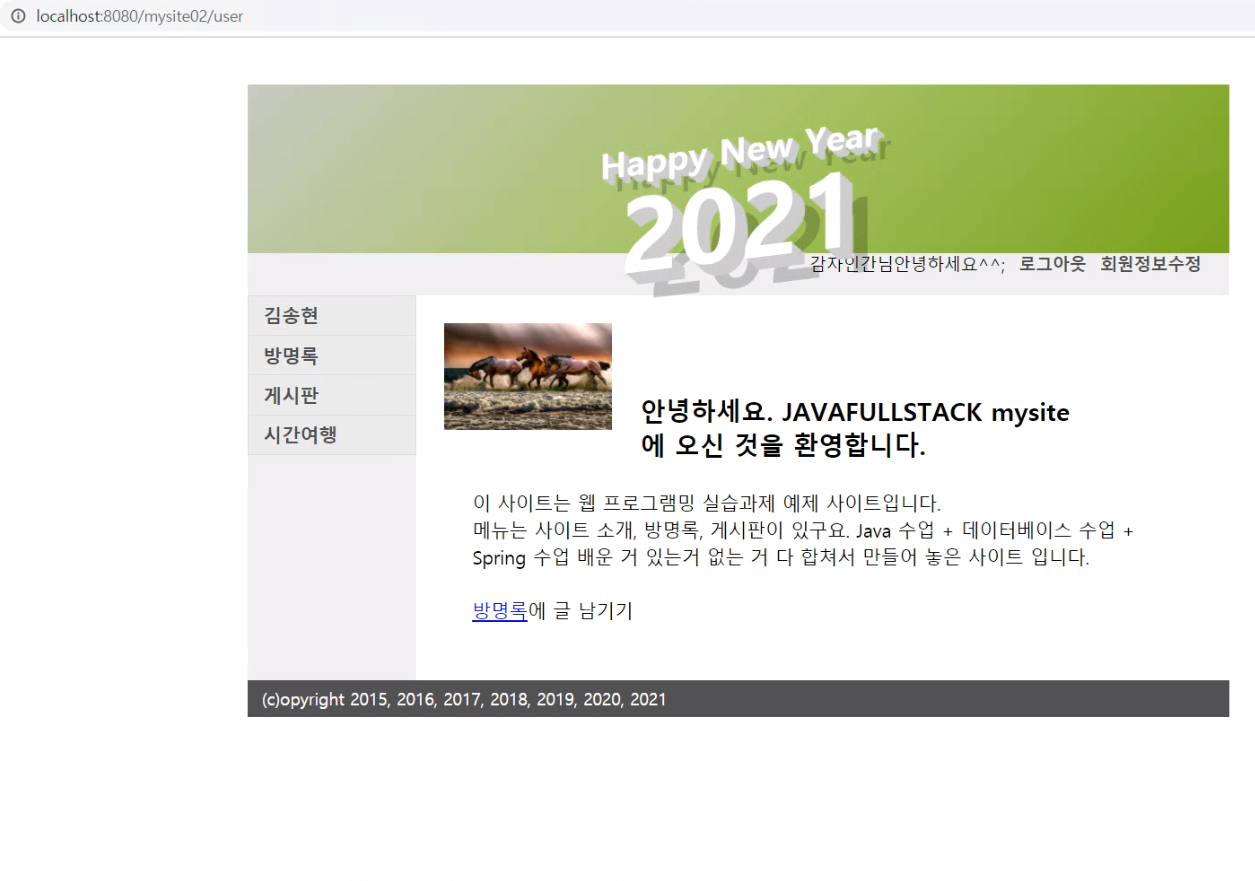 localhost:8080/mysite02/user
Happy New Year
2021
감자인간님안녕하세요^^; 로그아웃 회원정보수정
김송현
방명록
게시판
시간여행
안녕하세요. JAVAFULLSTACK mysite
에 오신 것을 환영합니다.
이 사이트는 웹 프로그램밍 실습과제 예제 사이트입니다.
메뉴는 사이트 소개, 방명록, 게시판이 있구요. Java 수업 + 데이터베이스 수업 +
Spring 수업 배운 거 있는거 없는 거 다 합쳐서 만들어 놓은 사이트 입니다.
방명록에 글 남기기
(c)opyright 2015, 2016, 2017, 2018, 2019, 2020, 2021